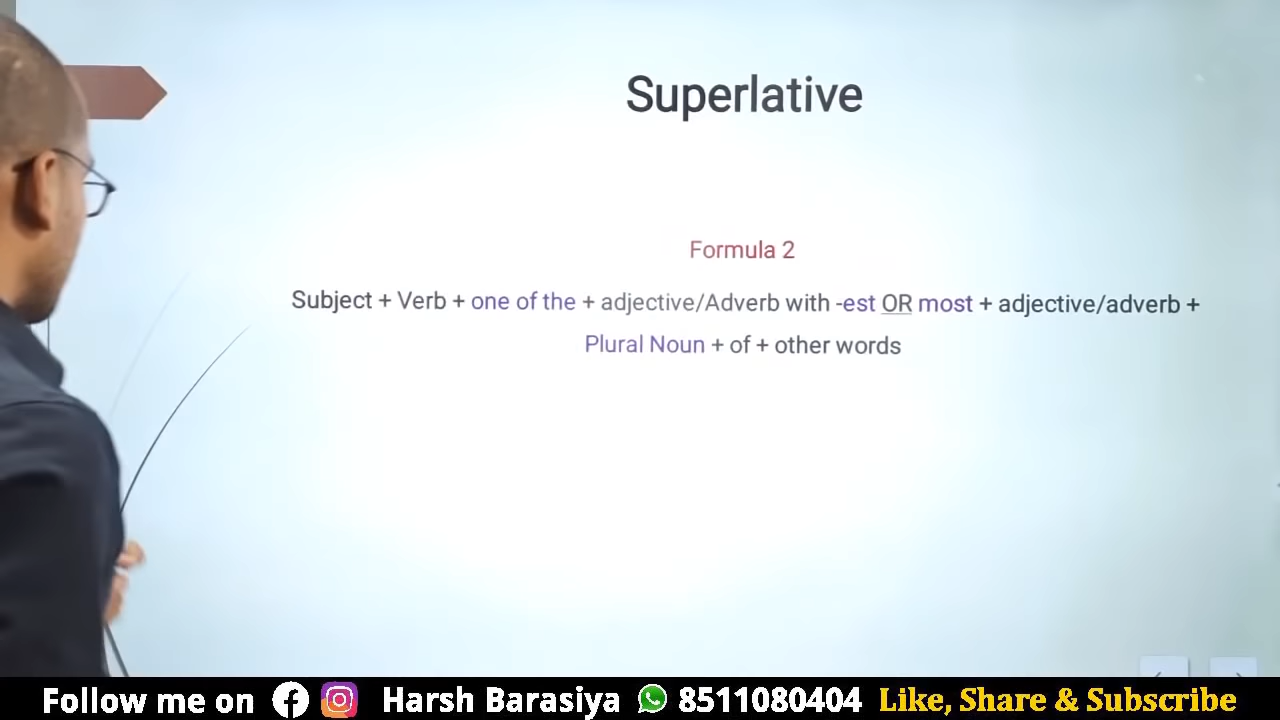 Superlative
Formula 2
Subject + Verb + one of the + adjective/Adverb with -est OR most + adjective/adverb +
Plural Noun + of + other words
Follow me on Harsh Barasiya 8511080404 Like, Share & Subscribe